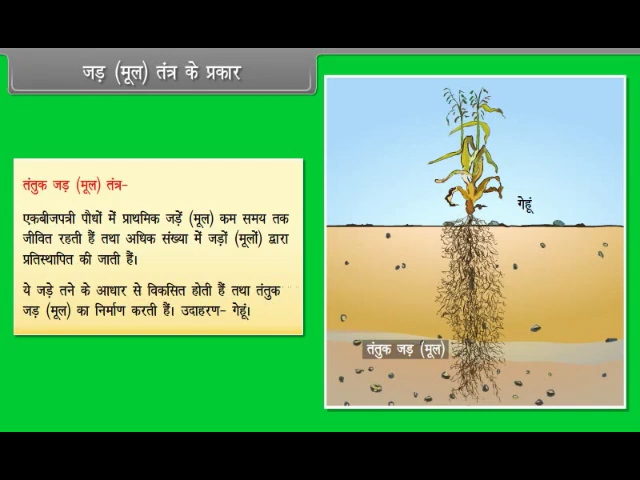 जड़ (मूल) तंत्र के प्रकार
तंतुक जड़ (मूल) तंत्र-
एकबीजपत्री पौधों में प्राथमिक जड़ें (मूल) कम समय तक
जीवित रहती हैं तथा अधिक संख्या में जड़ों (मूलों) द्वारा
प्रतिस्थापित की जाती हैं।
ये जड़े तने के आधार से विकसित होती हैं तथा तंतुक
जड़ (मूल) का निर्माण करती हैं। उदाहरण- गेहूं।
गेहूं
तंतुक जड़ (मूल)